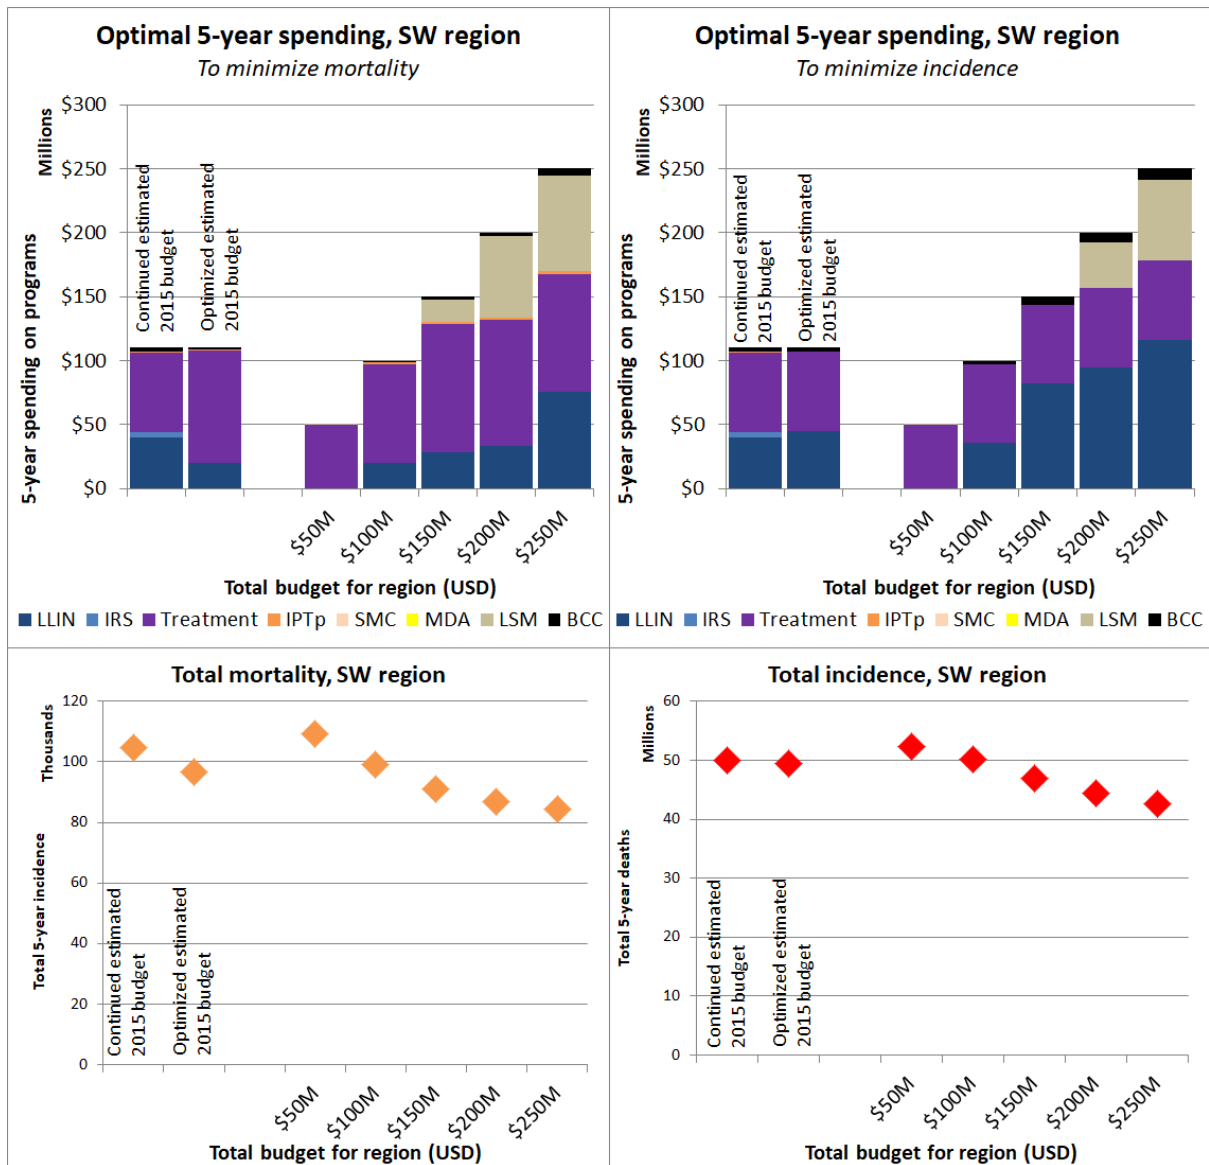 Optimal 5-year spending, SW region
To minimize mortality
5-year spending on programs
Millions
$300
$250
$200
$150
$100
$50
$0
Continued estimated
2015 budget
Optimized estimated
2015 budget
$50M
$100M
$150M
$200M
$250M
Total budget for region (USD)
LLIN IRS Treatment IPTp SMC MDA LSM BCC
Optimal 5-year spending, SW region
To minimize incidence
5-year spending on programs
Millions
$300
$250
$200
$150
$100
$50
$0
Continued estimated
2015 budget
Optimized estimated
2015 budget
$50M
$100M
$150M
$200M
$250M
Total budget for region (USD)
LLIN IRS Treatment IPTp SMC MDA LSM BCC
Total mortality, SW region
Total 5-year incidence
Thousands
120
100
80
60
40
20
0
Continued estimated
2015 budget
Optimized estimated
2015 budget
$50M
$100M
$150M
$200M
$250M
Total budget for region (USD)
Total incidence, SW region
Total 5-year deaths
Millions
60
50
40
30
20
10
0
Continued estimated
2015 budget
Optimized estimated
2015 budget
$50M
$100M
$150M
$200M
$250M
Total budget for region (USD)